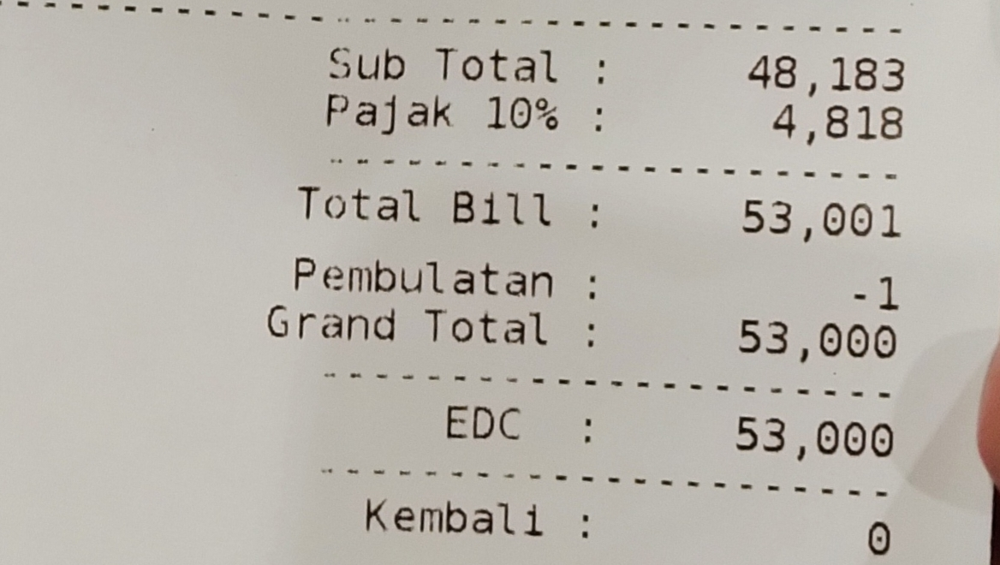 Sub Total : 48,183
Pajak 10% : 4,818
Total Bill : 53,001
Pembulatan : -1
Grand Total : 53,000
EDC : 53,000
Kembali : 0